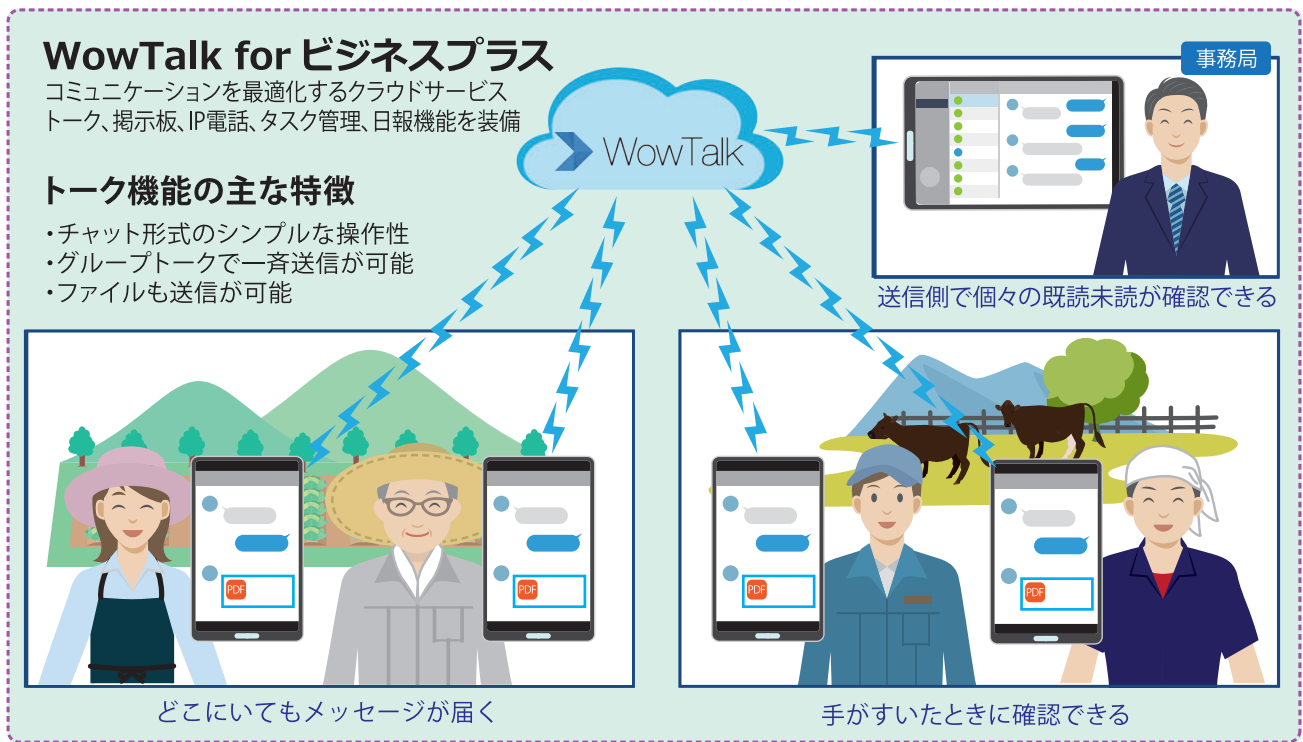 WowTalk for ビジネスプラス
コミュニケーションを最適化するクラウドサービス
トーク、掲示板、IP電話、タスク管理、日報機能を装備
トーク機能の主な特徴
・チャット形式のシンプルな操作性
・グループトークで一斉送信が可能
・ファイルも送信が可能
WowTalk
事務局
送信側で個々の既読未読が確認できる
PDF
PDF
PDF
PDF
どこにいてもメッセージが届く
手がすいたときに確認できる